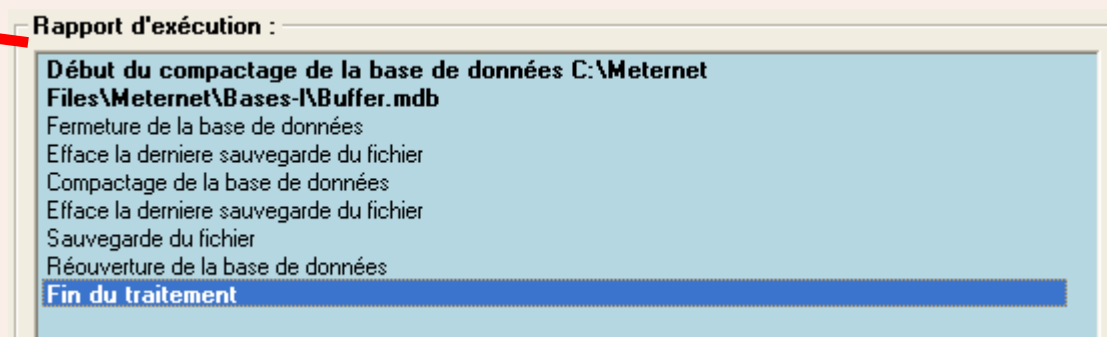 Rapport d'exécution :
Début du compactage de la base de données C:\Meternet
Files\Meternet\Bases-I\Buffer.mdb
Fermeture de la base de données
Efface la derniere sauvegarde du fichier
Compactage de la base de données
Efface la derniere sauvegarde du fichier
Sauvegarde du fichier
Réouverture de la base de données
Fin du traitement